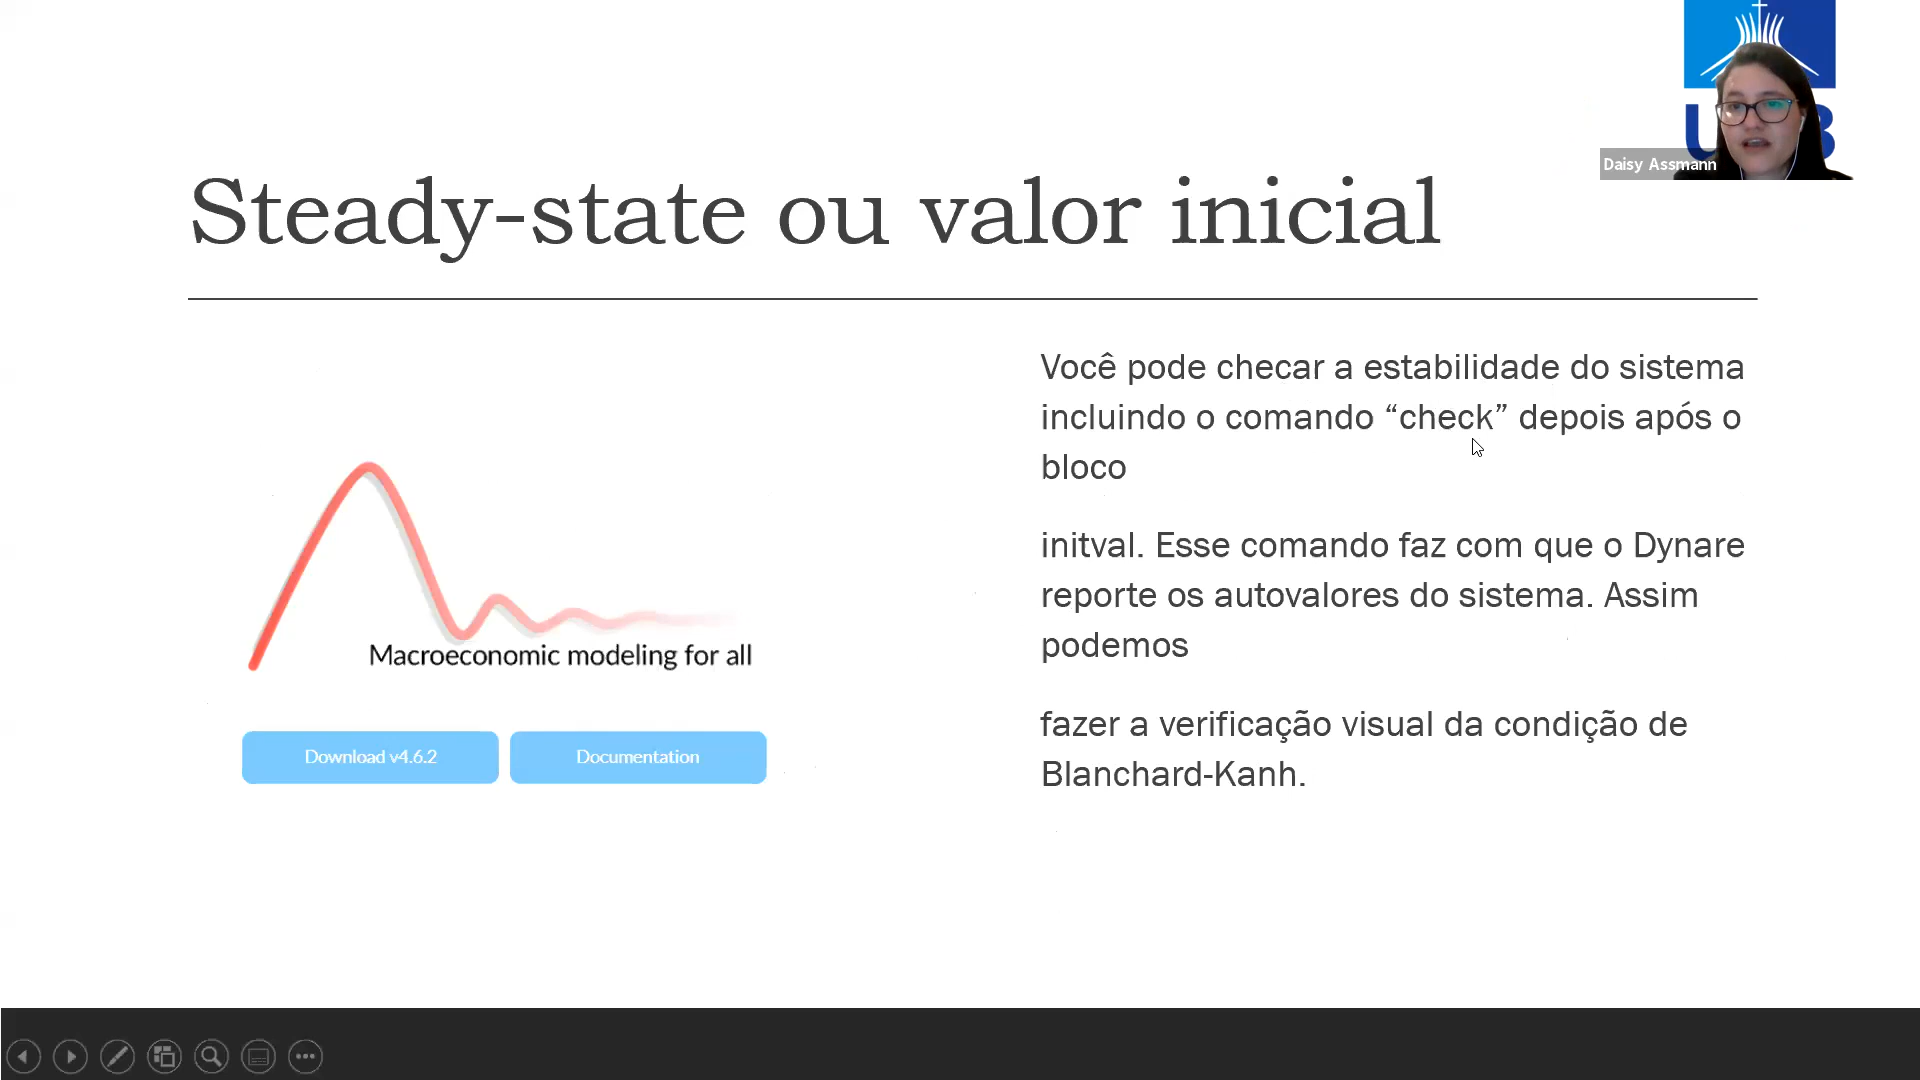 Daisy Assmann
Steady-state ou valor inicial
Você pode checar a estabilidade do sistema
incluindo o comando “check” depois após o
bloco
initval. Esse comando faz com que o Dynare
reporte os autovalores do sistema. Assim
podemos
fazer a verificação visual da condição de
Blanchard-Kanh.
Macroeconomic modeling for all
Download v4.6.2
Documentation